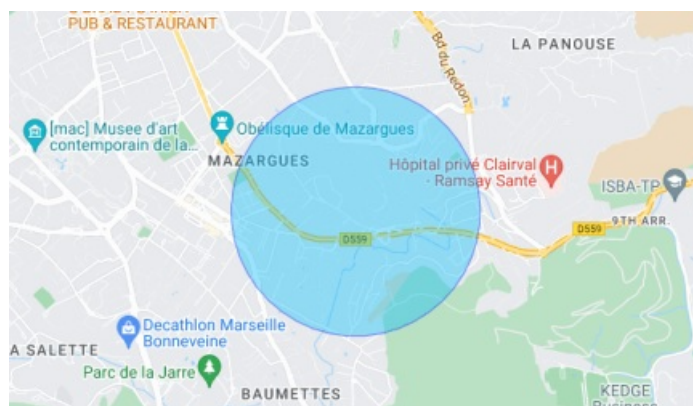 PUB & RESTAURANT
LA PANOUSE
Bd du Redon
[mac] Musee d'art
contemporain de la...
Obélisque de Mazargues
MAZARGUES
Hôpital privé Clairval
- Ramsay Santé
ISBA-TP
9TH ARR.
D559
D559
Decathlon Marseille
Bonneveine
A SALETTE
Parc de la Jarre
BAUMETTES
KEDGE